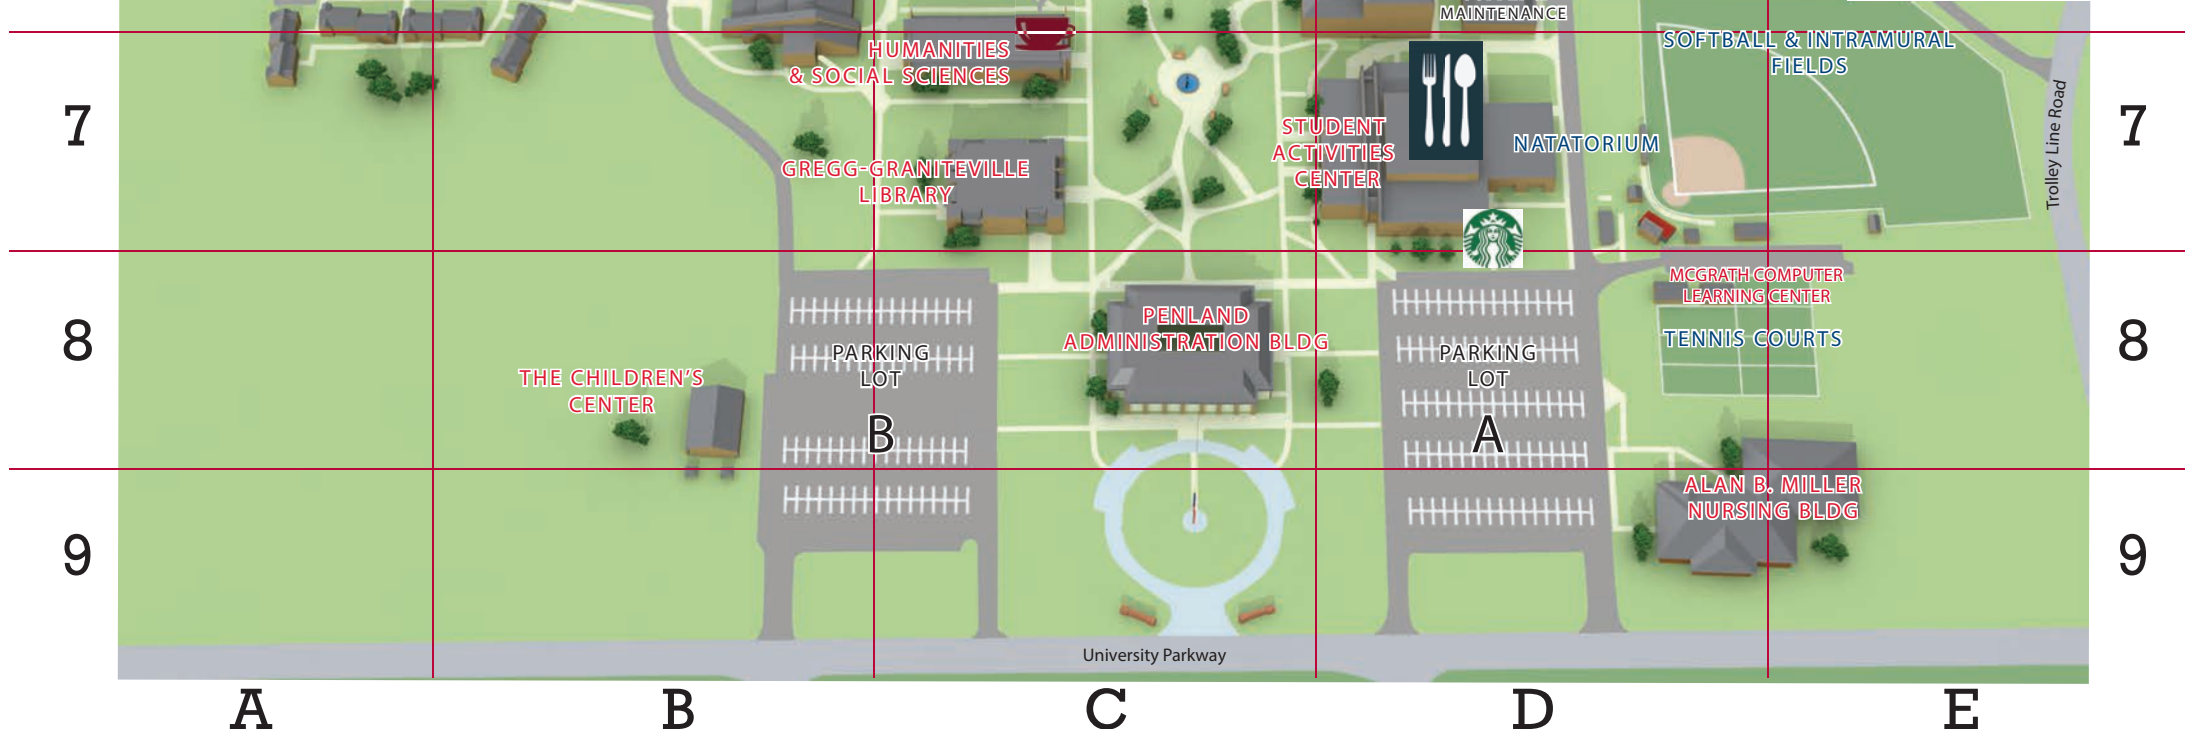 MAINTENANCE
HUMANITIES
& SOCIAL SCIENCES
SOFTBALL & INTRAMURAL
FIELDS
7
7
Trolley Line Road
STUDENT
ACTIVITIES
CENTER
NATATORIUM
GREGG-GRANITEVILLE
LIBRARY
MCGRATH COMPUTER
LEARNING CENTER
PENLAND
ADMINISTRATION BLDG
TENNIS COURTS
8
8
PARKING
LOT
B
PARKING
LOT
A
THE CHILDREN'S
CENTER
ALAN B. MILLER
NURSING BLDG
9
9
University Parkway
A
B
C
D
E